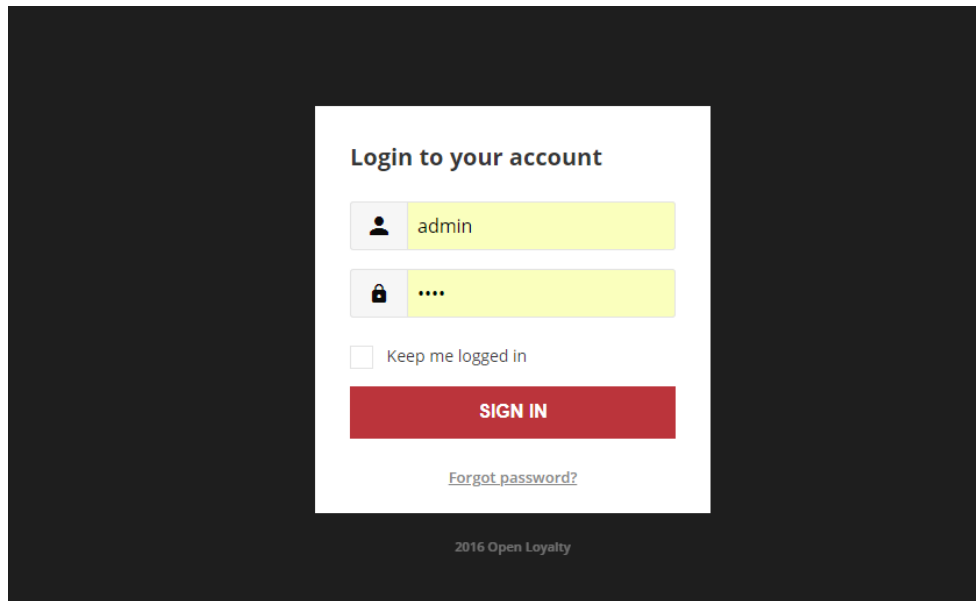 Login to your account
admin
••••
Keep me logged in
SIGN IN
Forgot password?
2016 Open Loyalty